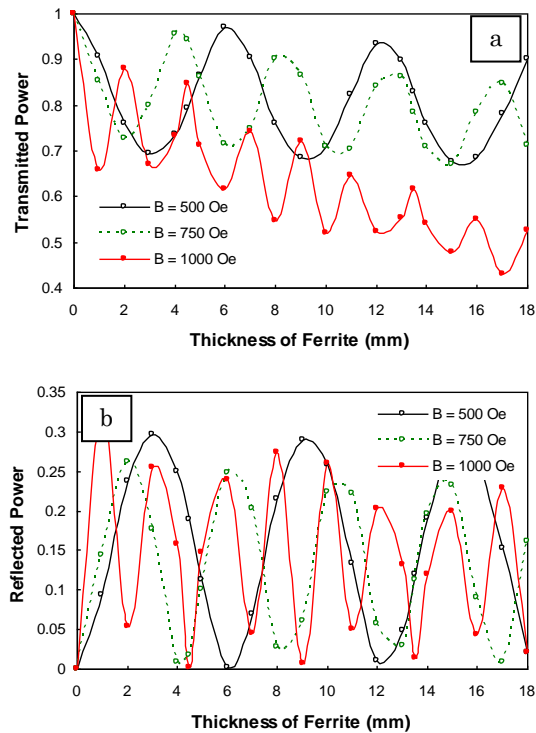 a
Transmitted Power
1
0.9
0.8
0.7
0.6
0.5
0.4
B = 500 Oe
B = 750 Oe
B = 1000 Oe
0 2 4 6 8 10 12 14 16 18
Thickness of Ferrite (mm)
b
Reflected Power
0.35
0.3
0.25
0.2
0.15
0.1
0.05
0
B = 500 Oe
B = 750 Oe
B = 1000 Oe
0 2 4 6 8 10 12 14 16 18
Thickness of Ferrite (mm)